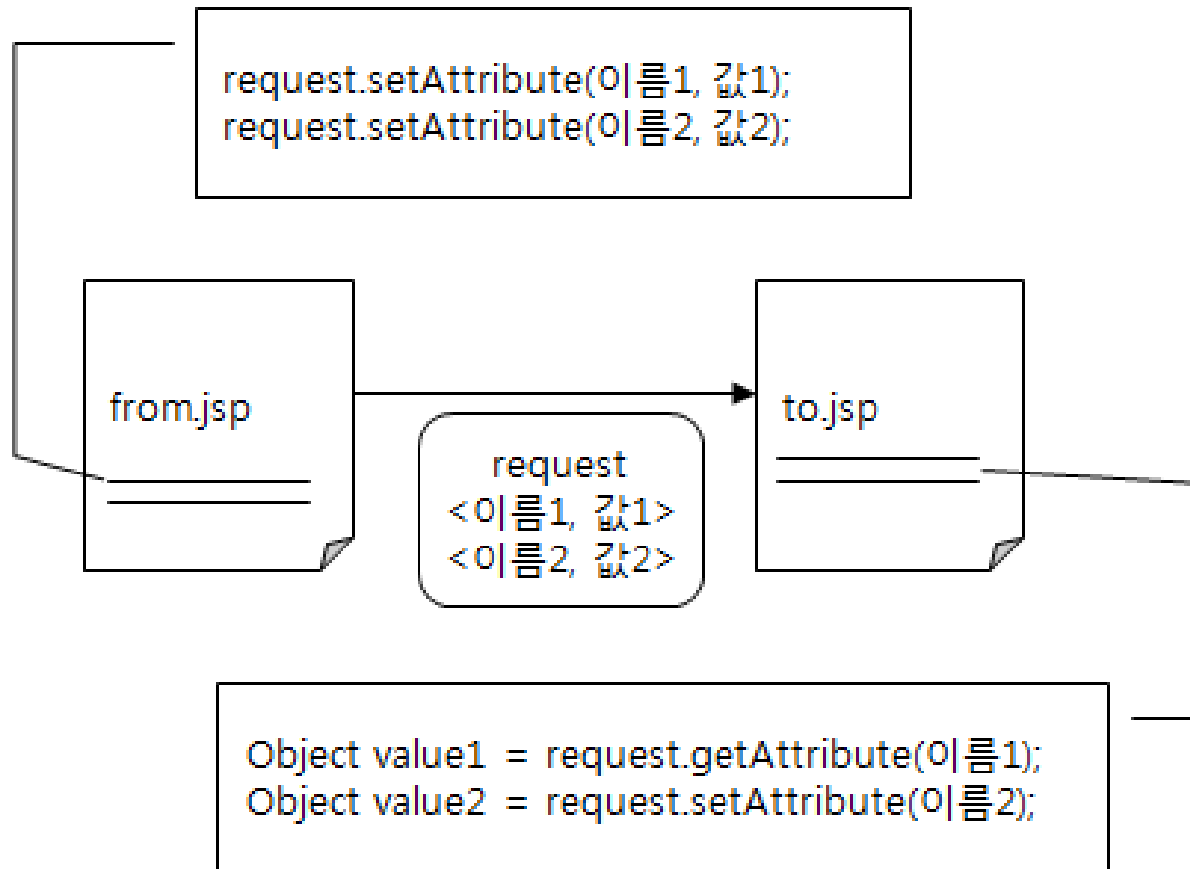 request.setAttribute(이름1, 값1);
request.setAttribute(이름2, 값2);
from.jsp
request
<이름1, 값1>
<이름2, 값2>
to.jsp
Object value1 = request.getAttribute(이름1);
Object value2 = request.setAttribute(이름2);